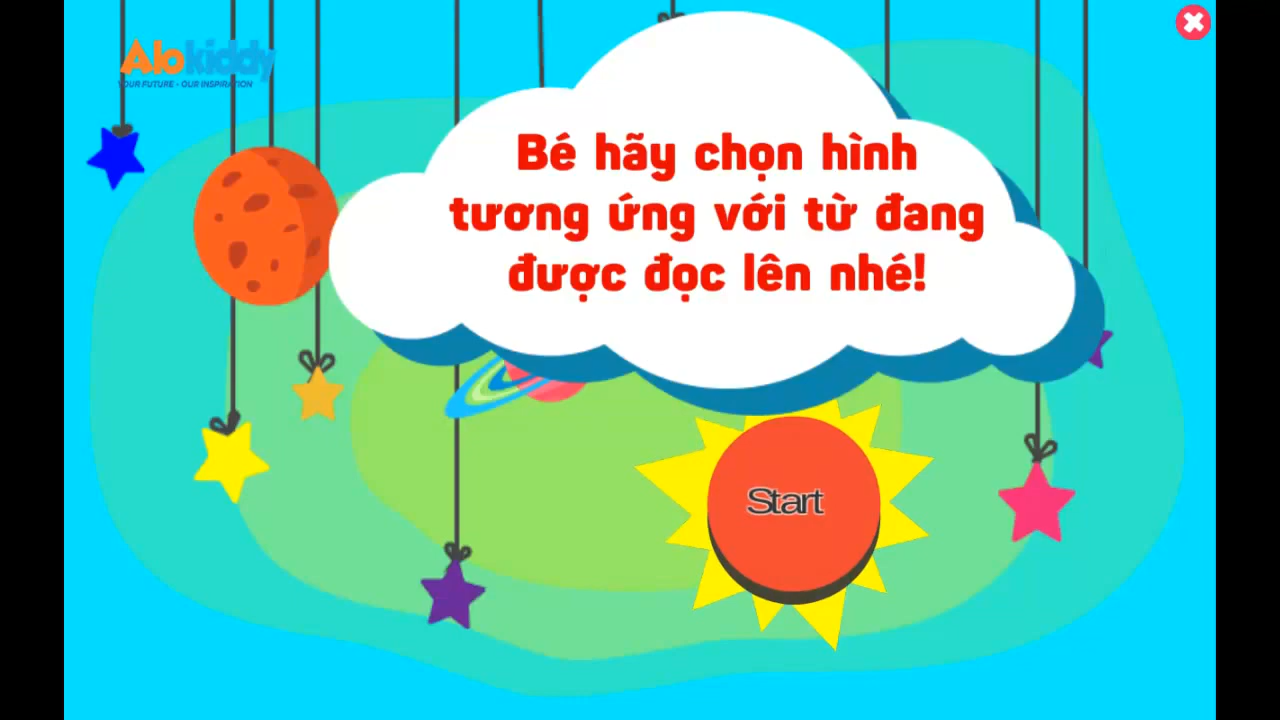 Alokiddy
YOUR FUTURE - OUR INSPIRATION
Bé hãy chọn hình
tương ứng với từ đang
được đọc lên nhé!
Start